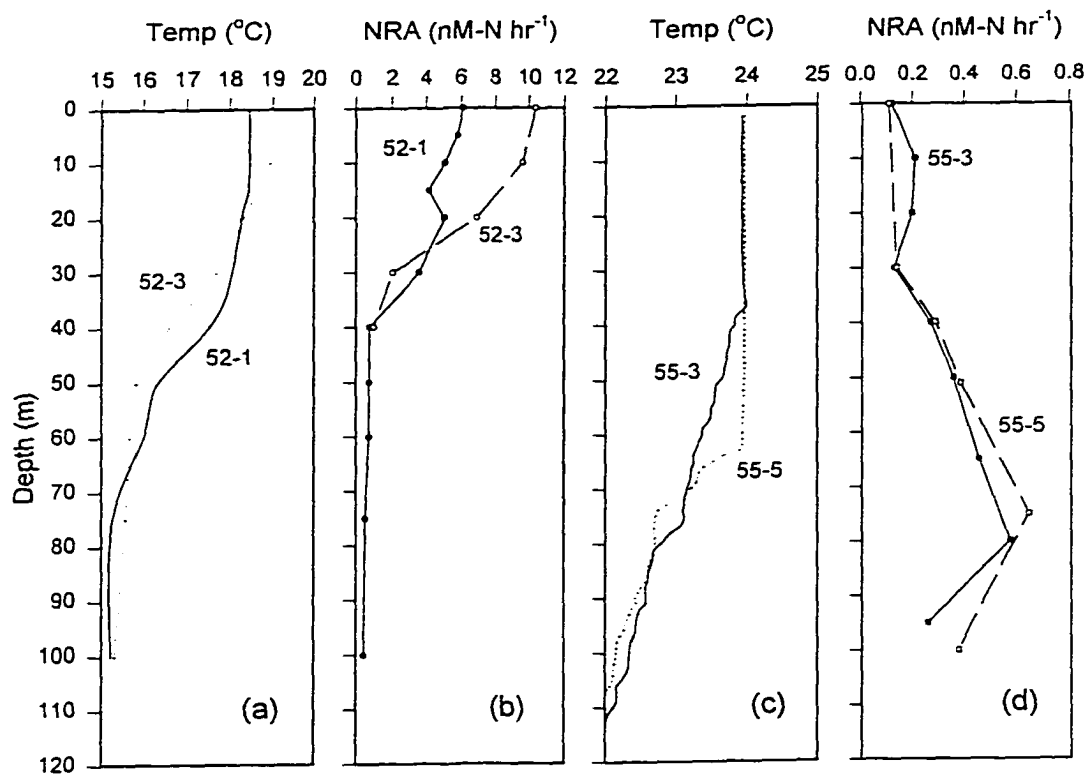 Temp (°C)
NRA (nM-N hr⁻¹)
Temp (°C)
NRA (nM-N hr⁻¹)
15 16 17 18 19 20
0 2 4 6 8 10 12
22 23 24 25
0.0 0.2 0.4 0.6 0.8
Depth (m)
0
10
20
30
40
50
60
70
80
90
100
110
120
52-3
52-1
(a)
52-1
52-3
(b)
55-3
55-5
(c)
55-3
55-5
(d)